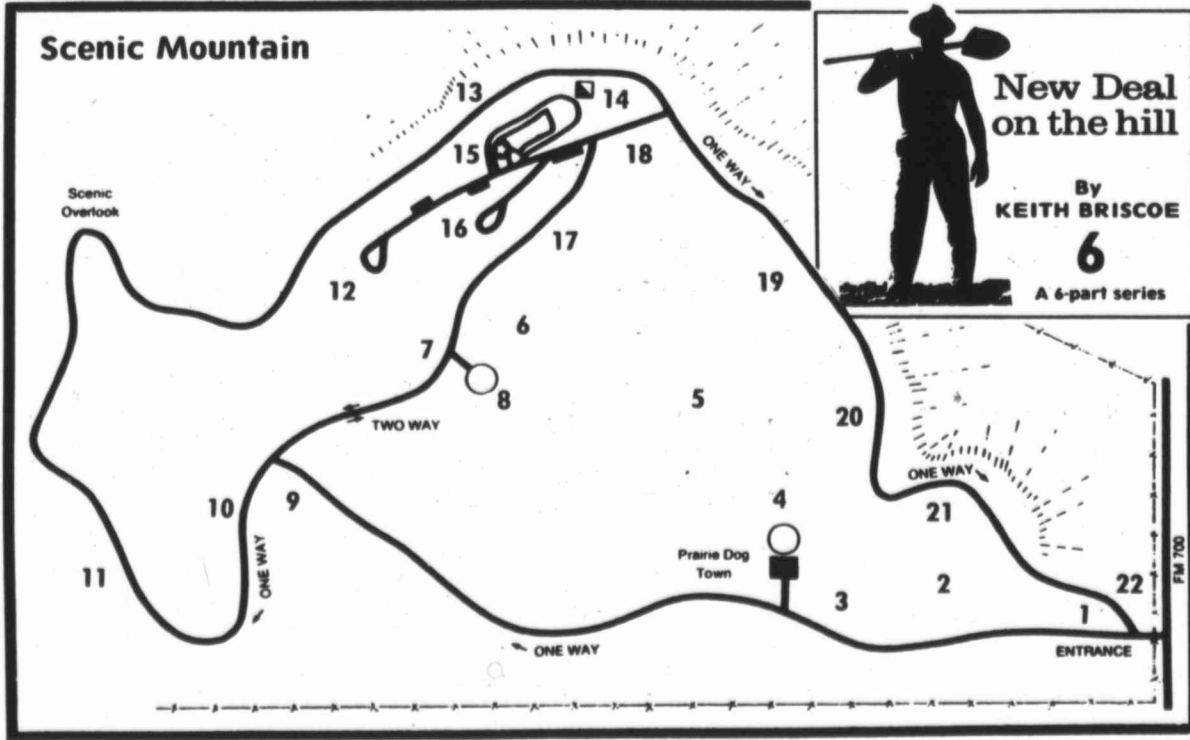 Scenic Mountain
New Deal
on the hill
By
KEITH BRISCOE
6
A 6-part series
13
14
15
18
ONE WAY
Scenic
Overlook
16
17
12
19
6
7
8
5
20
TWO WAY
ONE WAY
10
9
4
21
ONE WAY
11
Prairie Dog
Town
3
2
22
1
FM 700
ONE WAY
ENTRANCE